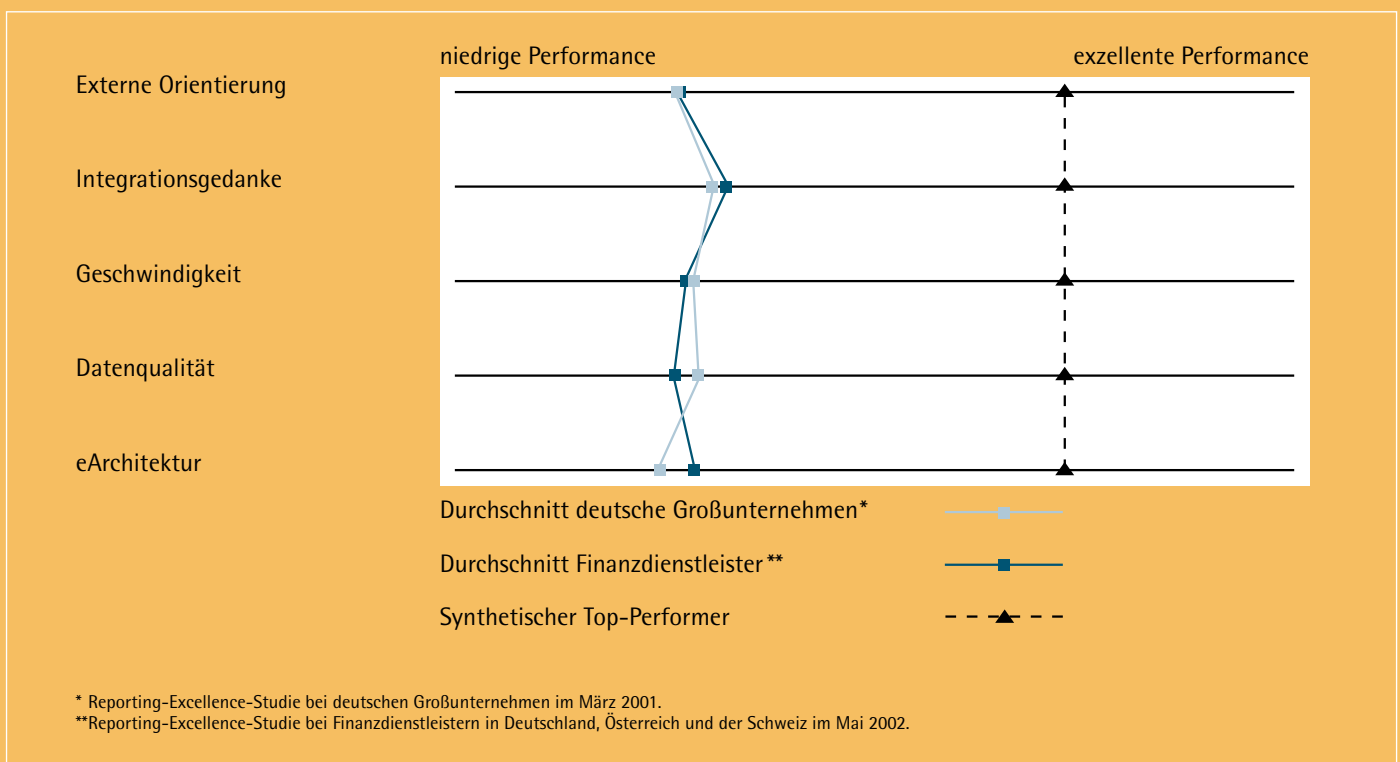 niedrige Performance exzellente Performance
Externe Orientierung
Integrationsgedanke
Geschwindigkeit
Datenqualität
eArchitektur
Durchschnitt deutsche Großunternehmen*
Durchschnitt Finanzdienstleister**
Synthetischer Top-Performer
* Reporting-Excellence-Studie bei deutschen Großunternehmen im März 2001.
**Reporting-Excellence-Studie bei Finanzdienstleistern in Deutschland, Österreich und der Schweiz im Mai 2002.